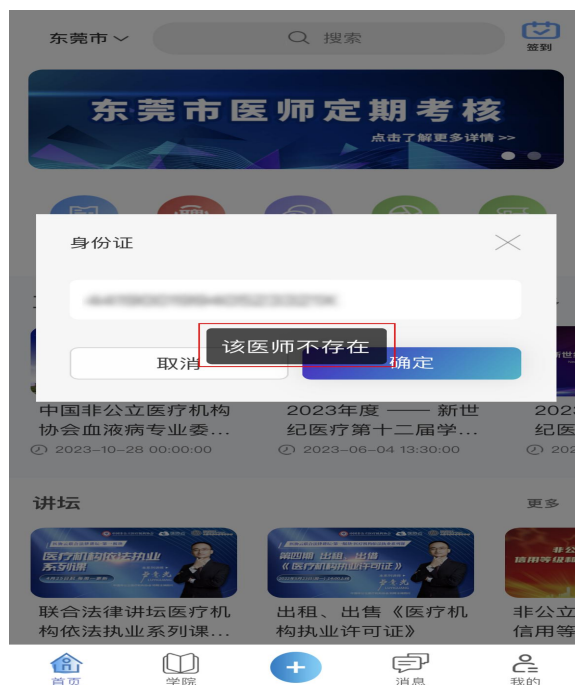 东莞市
搜索
签到
东莞市医师定期考核
点击了解更多详情 >>
身份证
该医师不存在
取消
确定
中国非公立医疗机构
协会血液病专业委...
2023-10-28 00:00:00
2023年度 —— 新世
纪医疗第十二届学...
2023-06-04 13:30:00
202
纪医
202
讲坛
更多
医疗机构依法执业
系列课
第四期 出租、出借
《医疗机构执业许可证》
非公
信用等级和
联合法律讲坛医疗机
构依法执业系列课...
出租、出售《医疗机
构执业许可证》
非公立
信用等
首页
学院
消息
我的